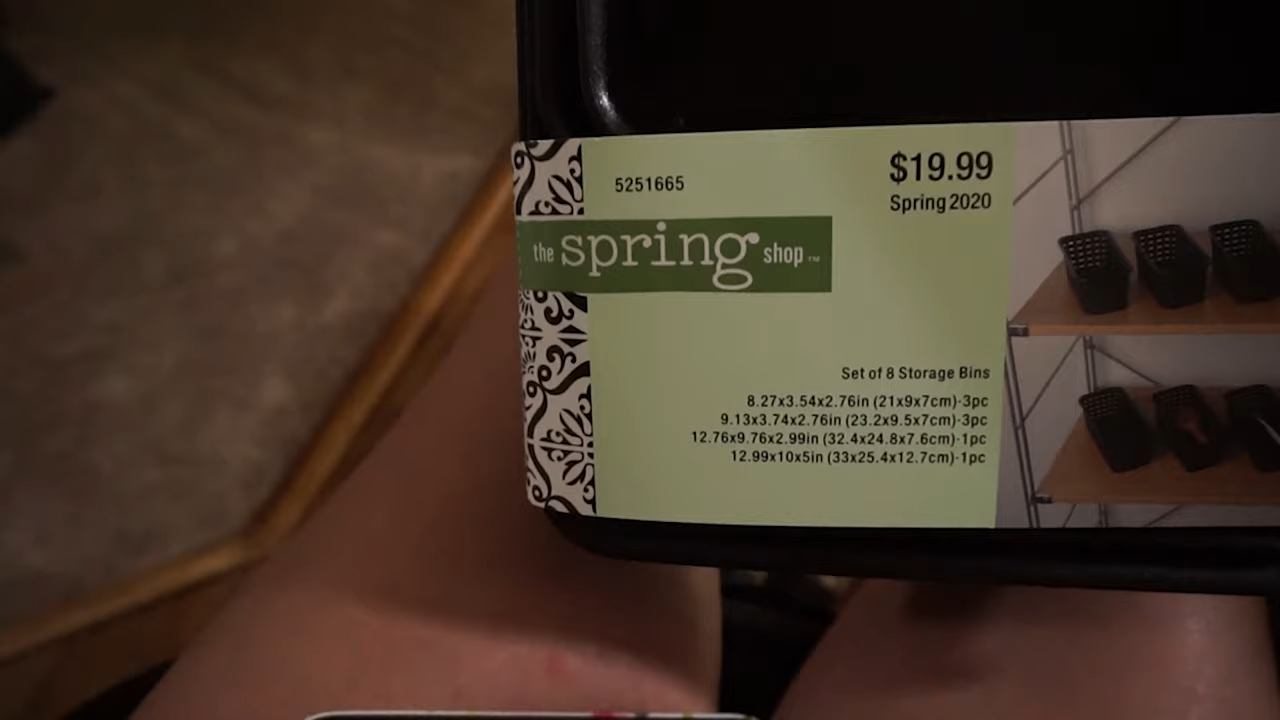 5251665
$19.99
Spring 2020
the spring shop™
Set of 8 Storage Bins
8.27x3.54x2.76in (21x9x7cm)-3pc
9.13x3.74x2.76in (23.2x9.5x7cm)-3pc
12.76x9.76x2.99in (32.4x24.8x7.6cm)-1pc
12.99x10x5in (33x25.4x12.7cm)-1pc